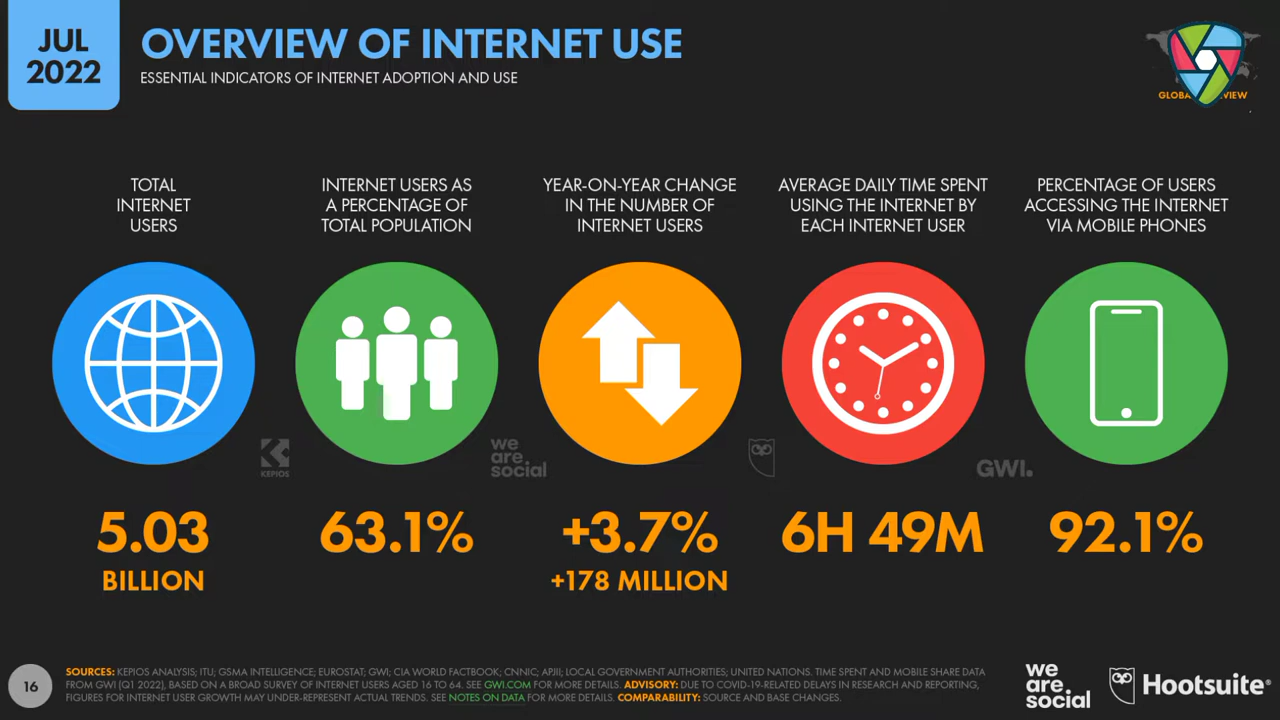 JUL
2022
OVERVIEW OF INTERNET USE
ESSENTIAL INDICATORS OF INTERNET ADOPTION AND USE
TOTAL
INTERNET
USERS
5.03
BILLION
INTERNET USERS AS
A PERCENTAGE OF
TOTAL POPULATION
63.1%
YEAR-ON-YEAR CHANGE
IN THE NUMBER OF
INTERNET USERS
+3.7%
+178 MILLION
AVERAGE DAILY TIME SPENT
USING THE INTERNET BY
EACH INTERNET USER
6H 49M
PERCENTAGE OF USERS
ACCESSING THE INTERNET
VIA MOBILE PHONES
92.1%
KEPIOS
we
are
social
GWI.
16
SOURCES: KEPIOS ANALYSIS; ITU; GSMA INTELLIGENCE; EUROSTAT; GWI; CIA WORLD FACTBOOK; CNNIC; APJII; LOCAL GOVERNMENT AUTHORITIES; UNITED NATIONS. TIME SPENT AND MOBILE SHARE DATA
FROM GWI (Q1 2022), BASED ON A BROAD SURVEY OF INTERNET USERS AGED 16 TO 64. SEE GWI.COM FOR MORE DETAILS. ADVISORY: DUE TO COVID-19-RELATED DELAYS IN RESEARCH AND REPORTING,
FIGURES FOR INTERNET USER GROWTH MAY UNDER-REPRESENT ACTUAL TRENDS. SEE NOTES ON DATA FOR MORE DETAILS. COMPARABILITY: SOURCE AND BASE CHANGES.
we
are
social
Hootsuite®